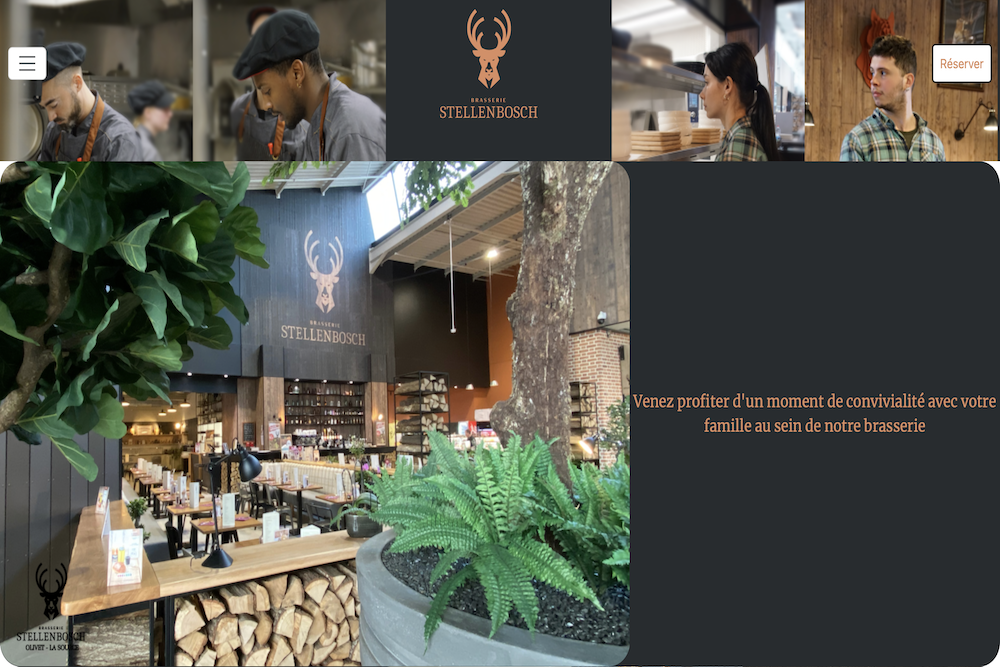 BRASSERIE
STELLENBOSCH
Réserver
BRASSERIE
STELLENBOSCH
Venez profiter d'un moment de convivialité avec votre
famille au sein de notre brasserie
BRASSERIE
STELLENBOSCH
OLIVET - LA SOURCE